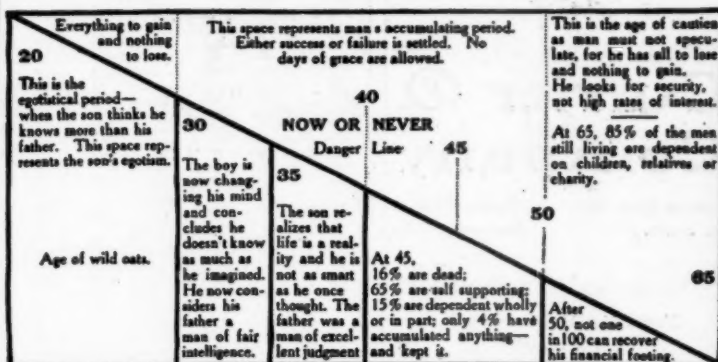 Everything to gain
and nothing
to lose.
20
This is the
egotistical period—
when the son thinks he
knows more than his
father. This space rep-
resents the son's egotism.
Age of wild oats.
This space represents man s accumulating period.
Either success or failure is settled. No
days of grace are allowed.
30
The boy is
now chang-
ing his mind
and con-
cludes he
doesn't know
as much as
he imagined.
He now con-
siders his
father a
man of fair
intelligence.
35
The son re-
alizes that
life is a real-
ity and he is
not as smart
as he once
thought. The
father was a
man of excel-
lent judgment
40
NOW OR NEVER
Danger Line
45
At 45,
16% are dead;
65% are self supporting;
15% are dependent wholly
or in part; only 4% have
accumulated anything—
and kept it.
This is the age of caution
as man must not specu-
late, for he has all to lose
and nothing to gain.
He looks for security,
not high rates of interest.
At 65, 85% of the men
still living are dependent
on children, relatives or
charity.
50
After
50, not one
in 100 can recover
his financial footing.
65